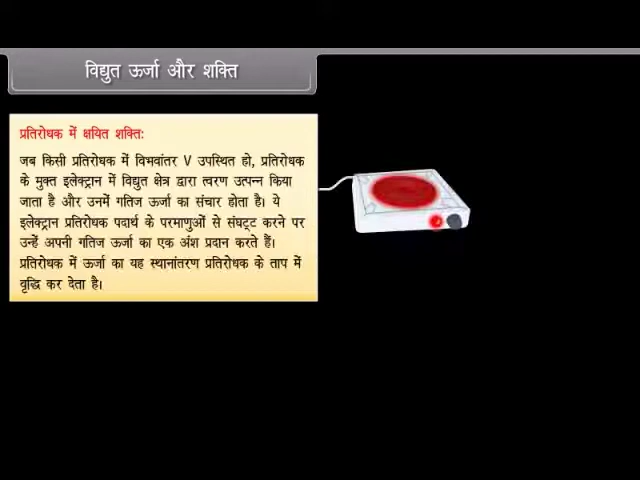 विद्युत ऊर्जा और शक्ति
प्रतिरोधक में क्षयित शक्ति:
जब किसी प्रतिरोधक में विभवांतर V उपस्थित हो, प्रतिरोधक
के मुक्त इलेक्ट्रान में विद्युत क्षेत्र द्वारा त्वरण उत्पन्न किया
जाता है और उनमें गतिज ऊर्जा का संचार होता है। ये
इलेक्ट्रान प्रतिरोधक पदार्थ के परमाणुओं से संघट्ट करने पर
उन्हें अपनी गतिज ऊर्जा का एक अंश प्रदान करते हैं।
प्रतिरोधक में ऊर्जा का यह स्थानांतरण प्रतिरोधक के ताप में
वृद्धि कर देता है।